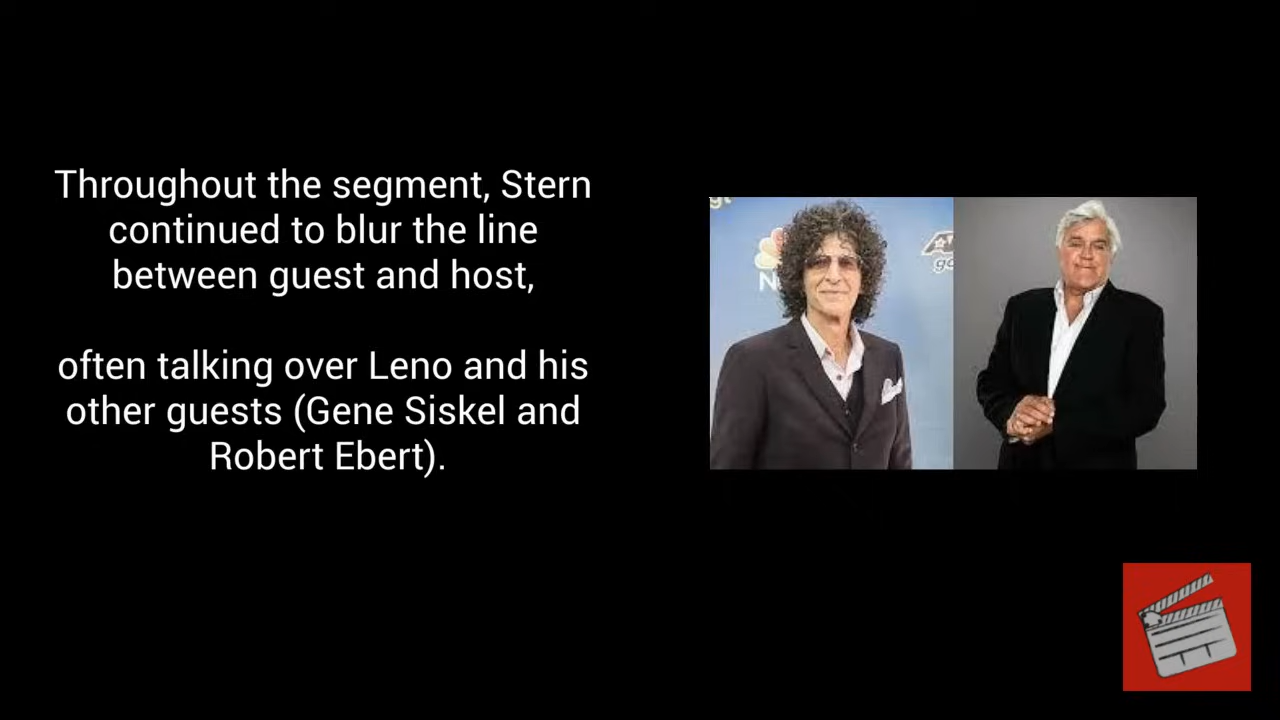 Throughout the segment, Stern
continued to blur the line
between guest and host,
often talking over Leno and his
other guests (Gene Siskel and
Robert Ebert).